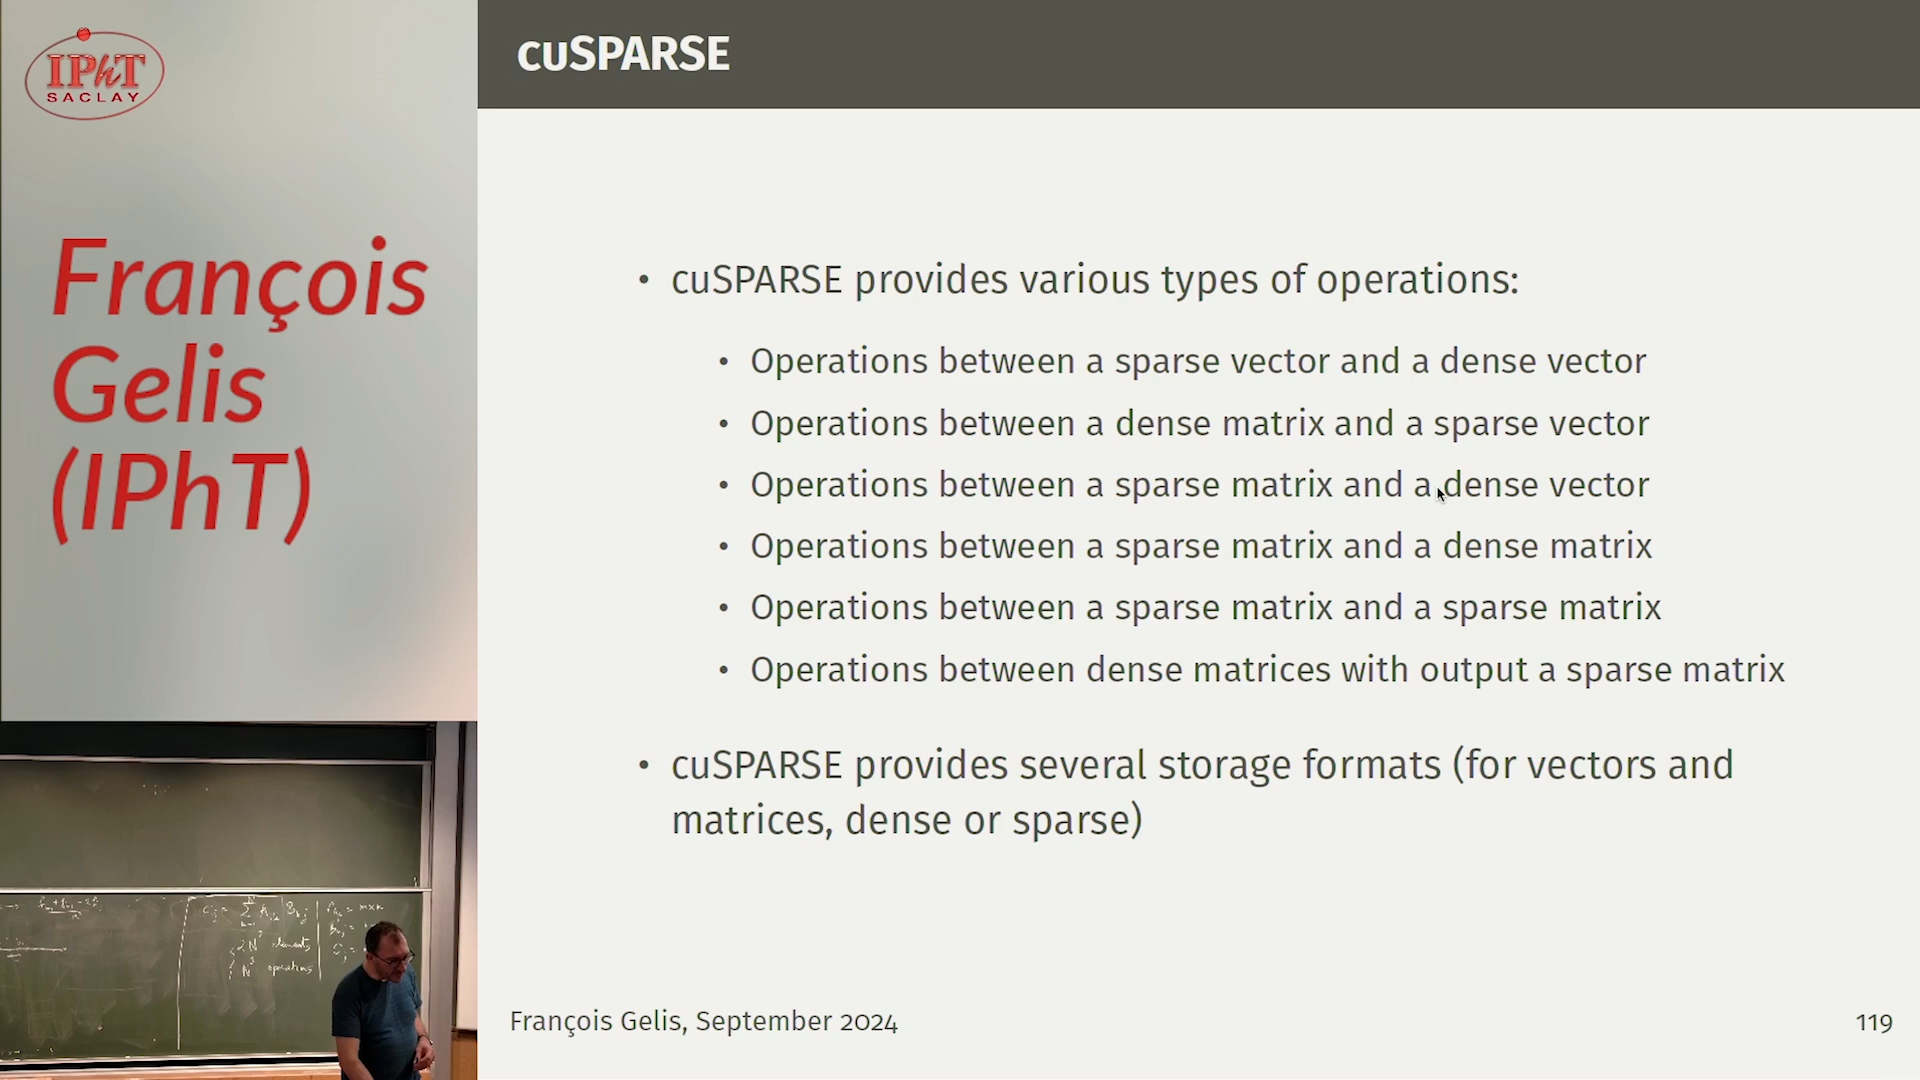 IPhT
SACLAY
François
Gelis
(IPhT)
cuSPARSE
• cuSPARSE provides various types of operations:
• Operations between a sparse vector and a dense vector
• Operations between a dense matrix and a sparse vector
• Operations between a sparse matrix and a dense vector
• Operations between a sparse matrix and a dense matrix
• Operations between a sparse matrix and a sparse matrix
• Operations between dense matrices with output a sparse matrix
• cuSPARSE provides several storage formats (for vectors and
matrices, dense or sparse)
François Gelis, September 2024
119
elements
operations